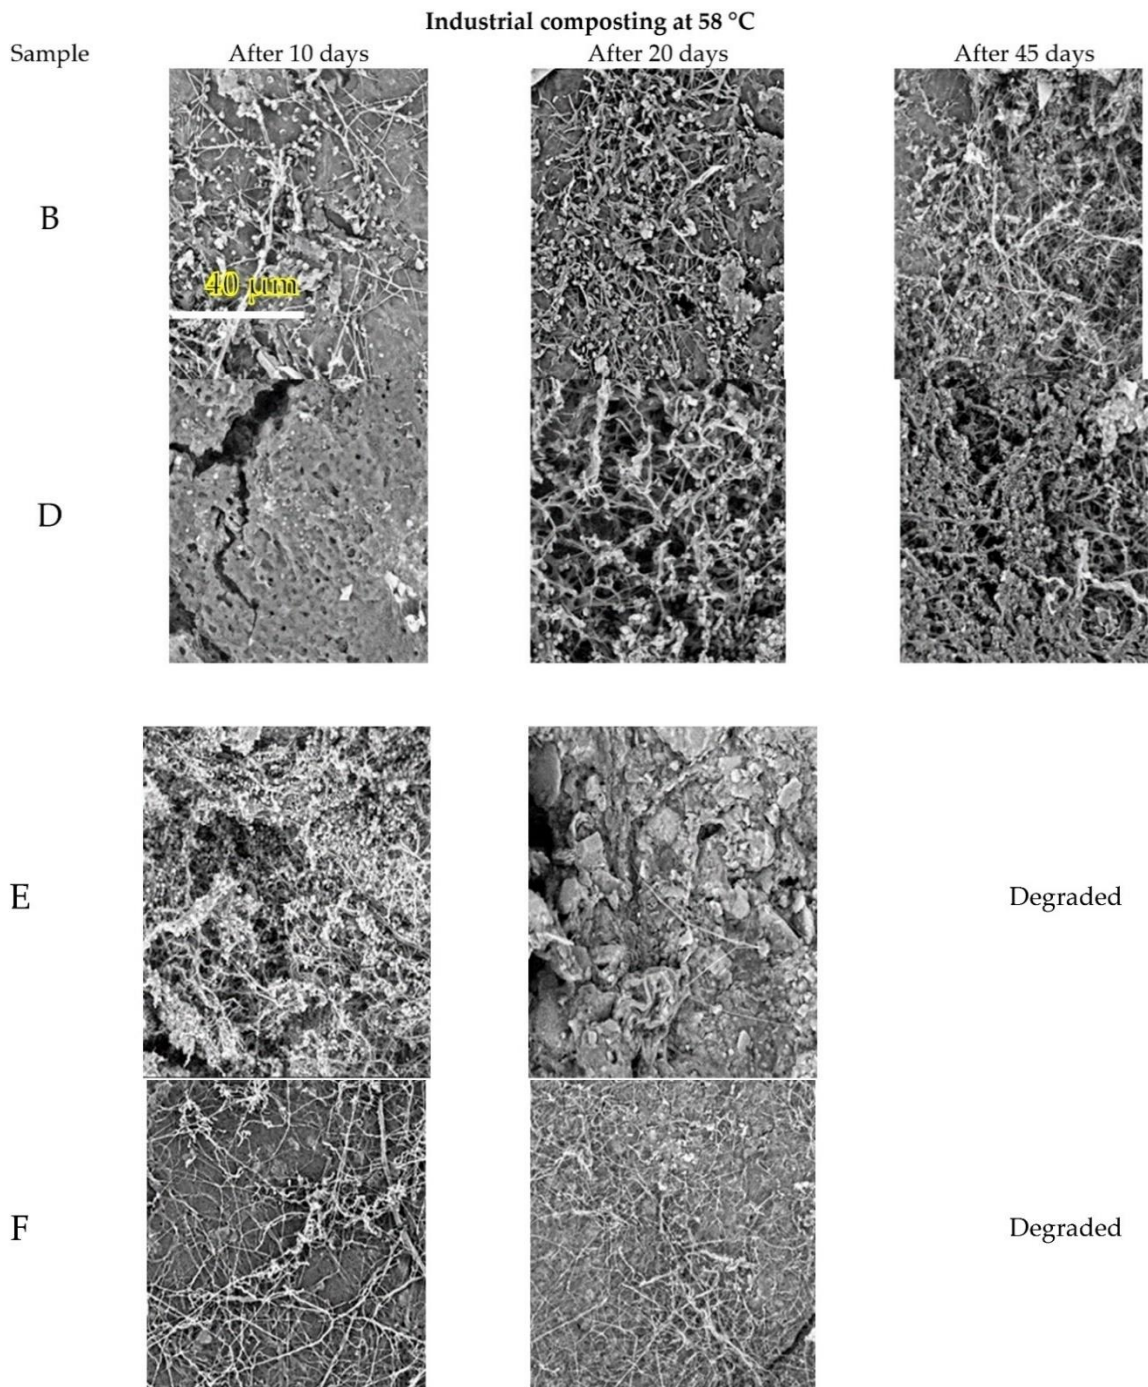 Industrial composting at 58 °C
Sample After 10 days After 20 days After 45 days
B
40 µm
D
E Degraded
F Degraded